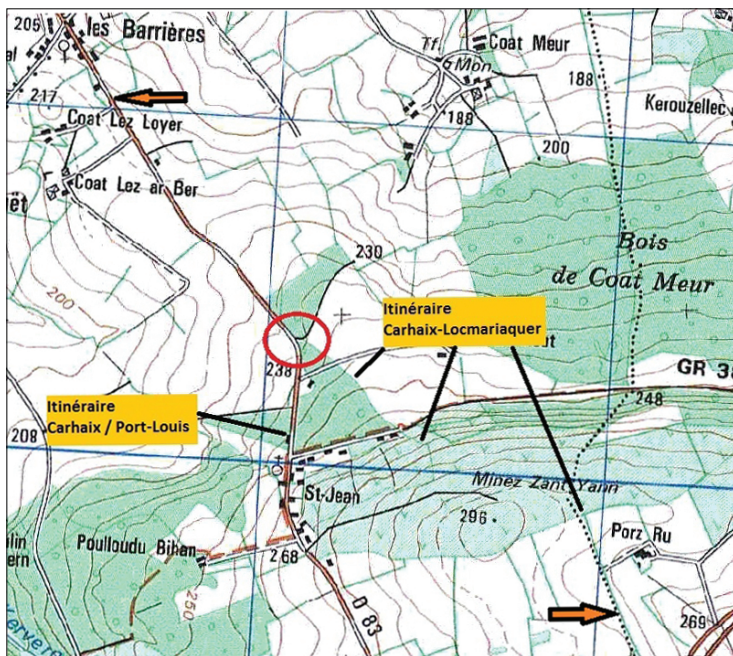 205
les Barrières
217
Coat Lez Loyer
Coat Lez ar Ber
Tf.
Mon
Coat Meur
188
188
Kerouzellec
200
230
Bois
de Coat Meur
200
Itinéraire
Carhaix-Locmariaquer
238
GR 38
248
Itinéraire
Carhaix / Port-Louis
208
St-Jean
Minez Zant Yann
296
Poulloudu Bihan
268
250
D 83
Porz Ru
269